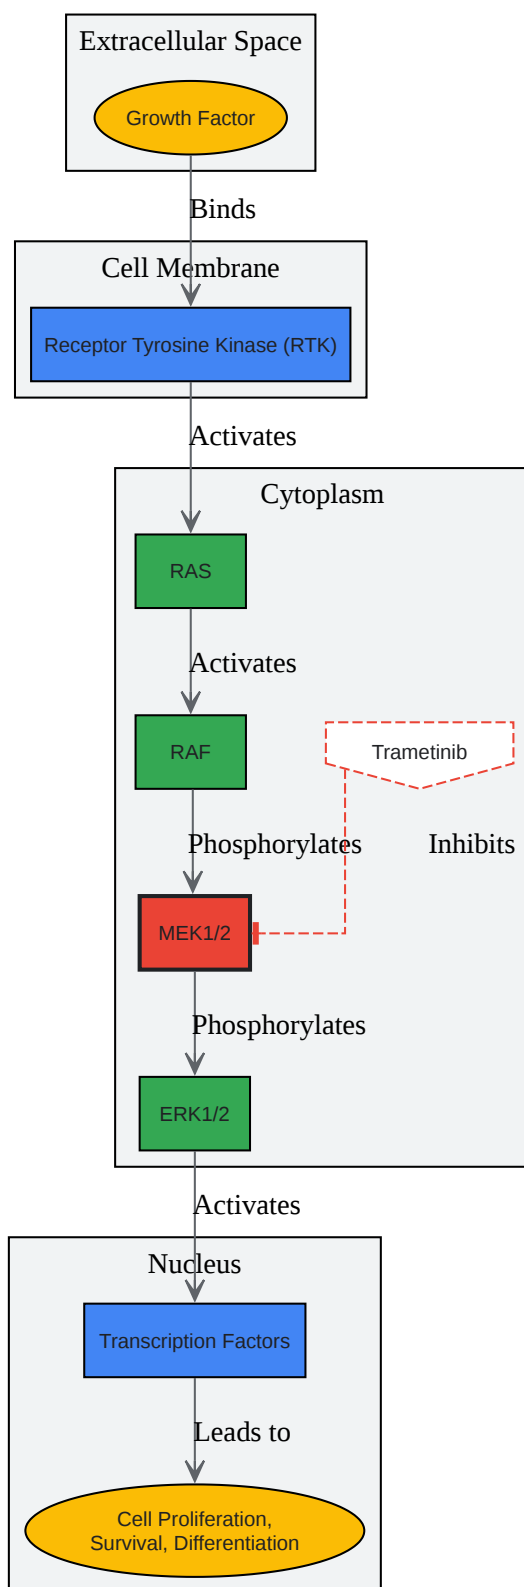 Extracellular Space
Growth Factor
Binds
Cell Membrane
Receptor Tyrosine Kinase (RTK)
Activates
Cytoplasm
RAS
Activates
RAF
Trametinib
Phosphorylates
Inhibits
MEK1/2
Phosphorylates
ERK1/2
Activates
Nucleus
Transcription Factors
Leads to
Cell Proliferation,
Survival, Differentiation